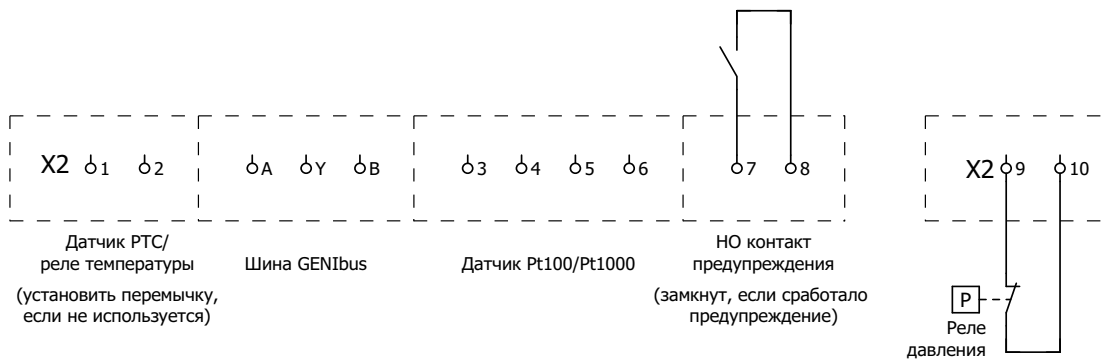 X2 1 2 A Y B 3 4 5 6 7 8 X2 9 10
Датчик PTC/
реле температуры
(установить перемычку,
если не используется)
Шина GENIbus
Датчик Pt100/Pt1000
НО контакт
предупреждения
(замкнут, если сработало
предупреждение)
P
Реле
давления